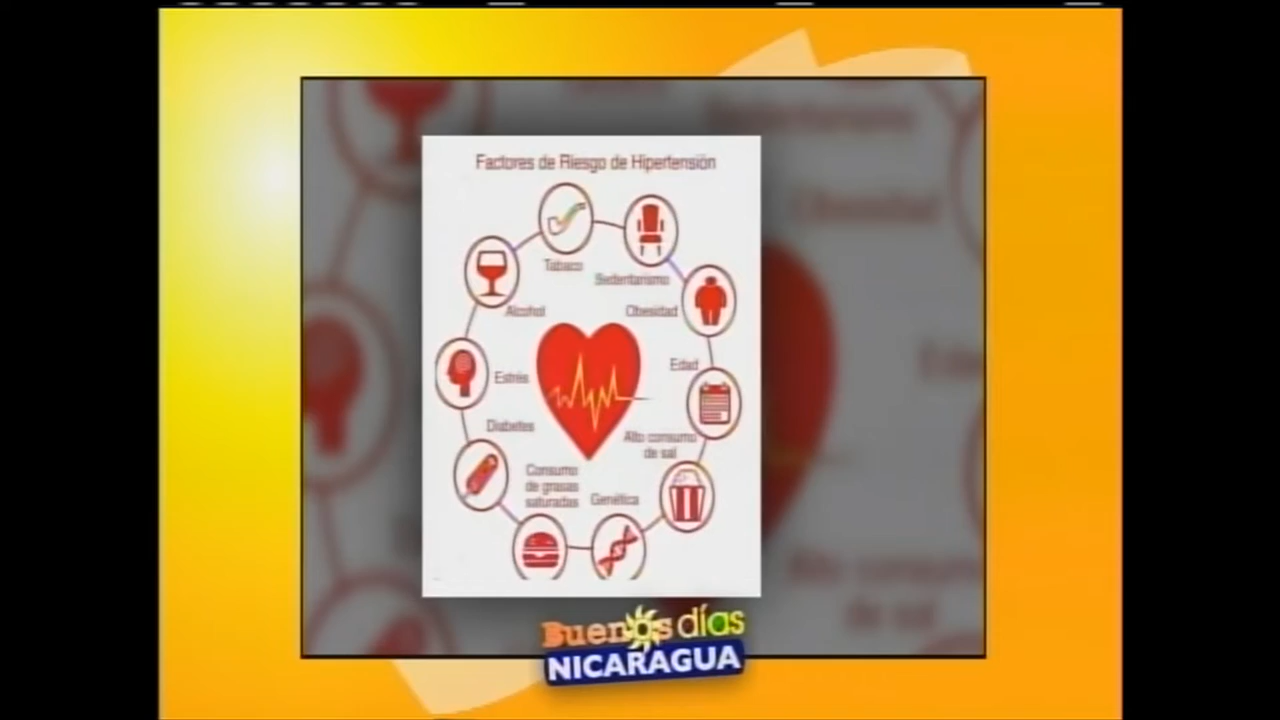 Factores de Riesgo de Hipertensión
Tabaco
Sedentarismo
Alcohol
Obesidad
Estrés
Edad
Diabetes
Alto consumo
de sal
Consumo
de grasas
saturadas
Genética
Buenos días
NICARAGUA